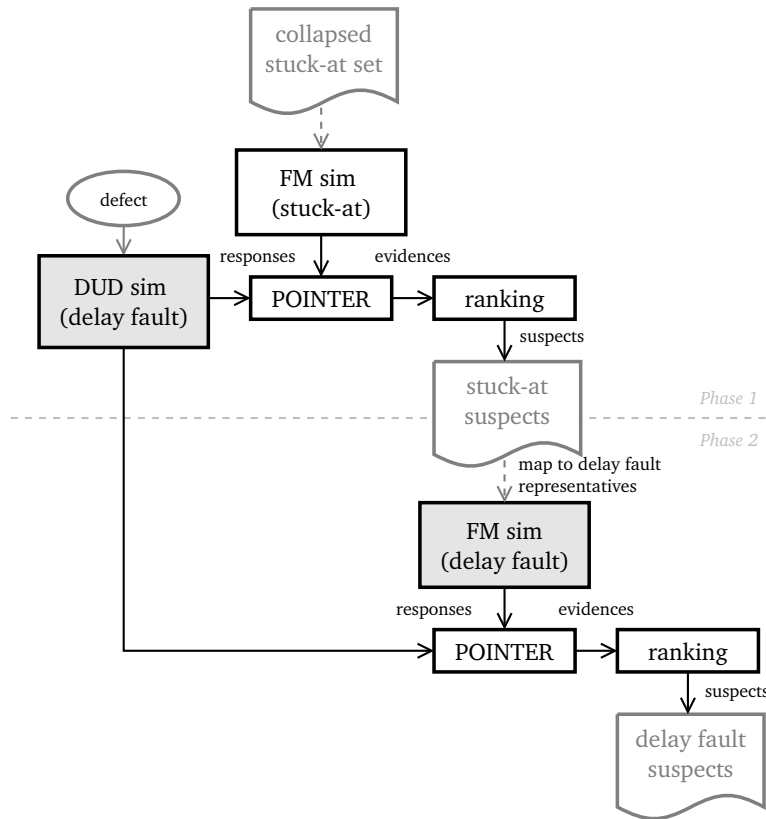 collapsed
stuck-at set
FM sim
(stuck-at)
defect
responses
evidences
DUD sim
(delay fault)
POINTER
ranking
suspects
stuck-at
suspects
Phase 1
Phase 2
map to delay fault
representatives
FM sim
(delay fault)
responses
evidences
POINTER
ranking
suspects
delay fault
suspects